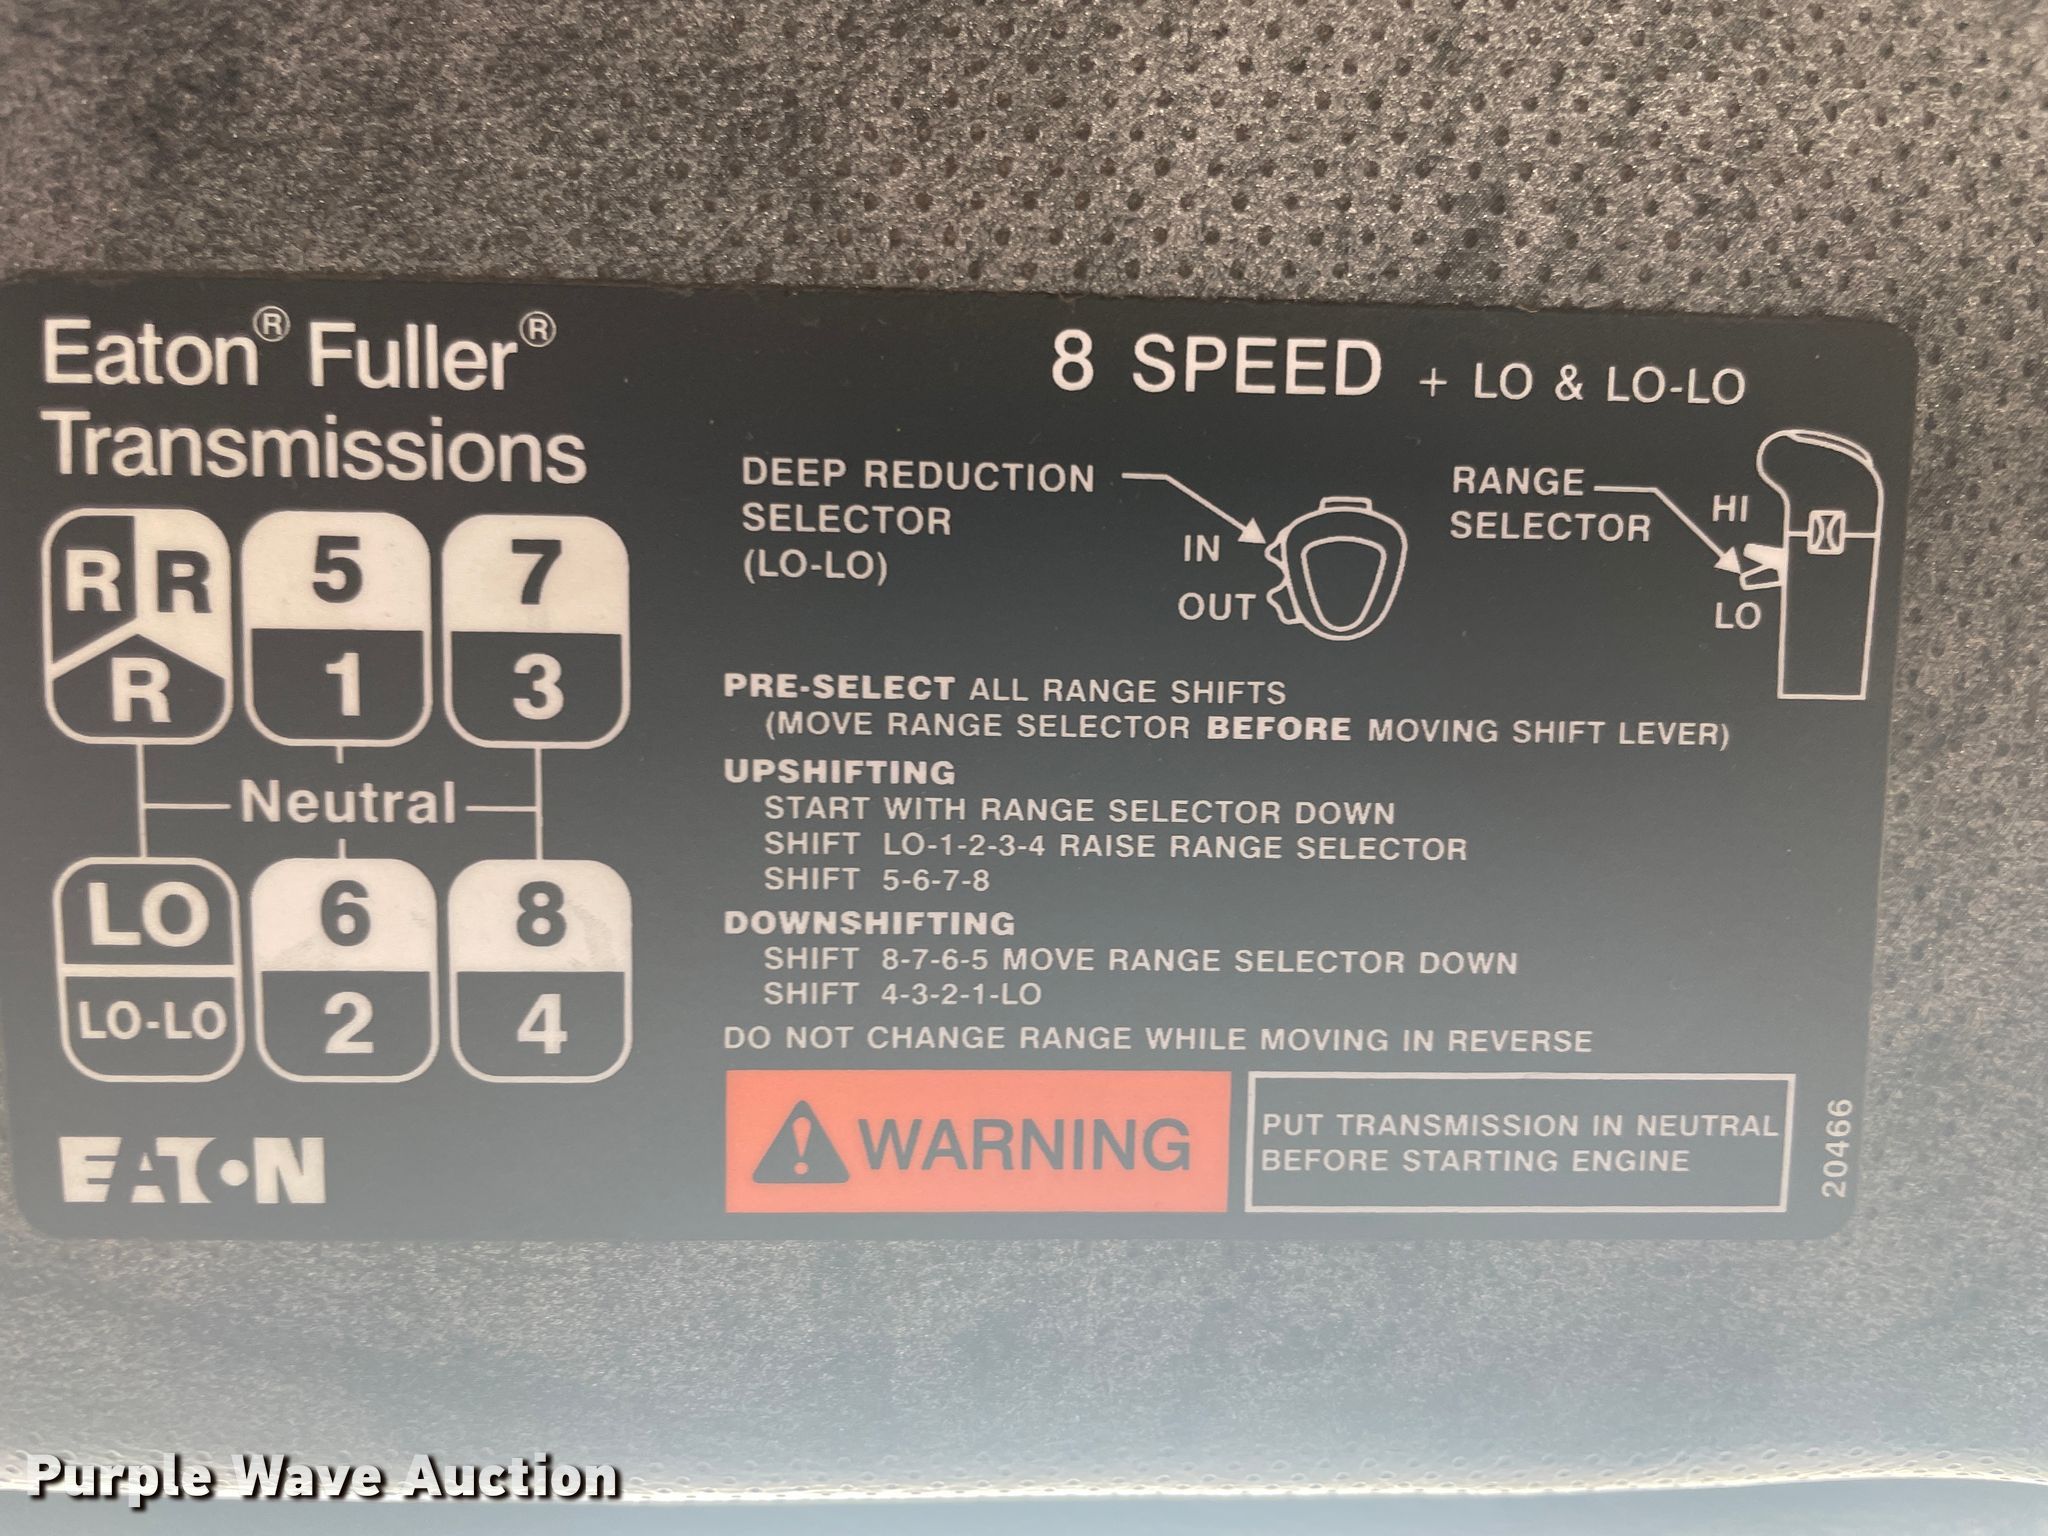 Eaton® Fuller®
Transmissions
8 SPEED + LO & LO-LO
R R
R
5
1
7
3
Neutral
LO
LO-LO
6
2
8
4
EATON
DEEP REDUCTION
SELECTOR
(LO-LO)
IN
OUT
RANGE
SELECTOR
HI
LO
PRE-SELECT ALL RANGE SHIFTS
(MOVE RANGE SELECTOR BEFORE MOVING SHIFT LEVER)
UPSHIFTING
START WITH RANGE SELECTOR DOWN
SHIFT LO-1-2-3-4 RAISE RANGE SELECTOR
SHIFT 5-6-7-8
DOWNSHIFTING
SHIFT 8-7-6-5 MOVE RANGE SELECTOR DOWN
SHIFT 4-3-2-1-LO
DO NOT CHANGE RANGE WHILE MOVING IN REVERSE
WARNING
PUT TRANSMISSION IN NEUTRAL
BEFORE STARTING ENGINE
20466
Purple Wave Auction